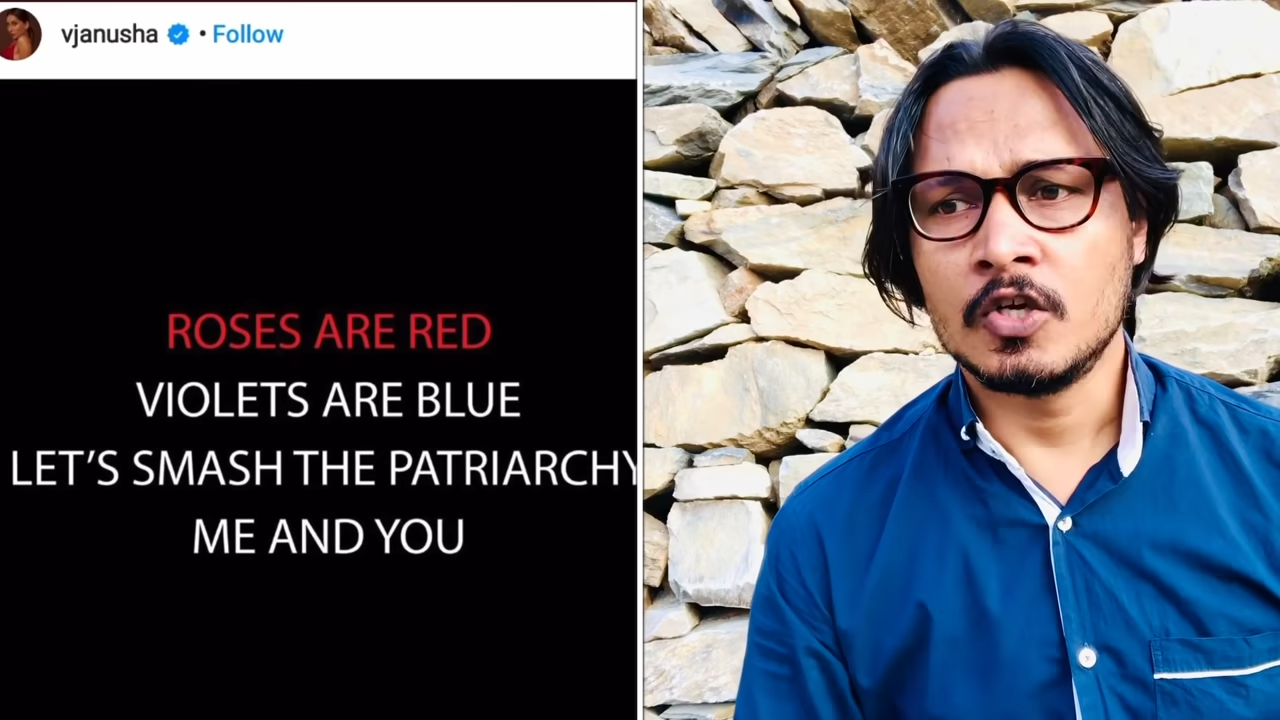 vjanusha • Follow
ROSES ARE RED
VIOLETS ARE BLUE
LET'S SMASH THE PATRIARCHY
ME AND YOU